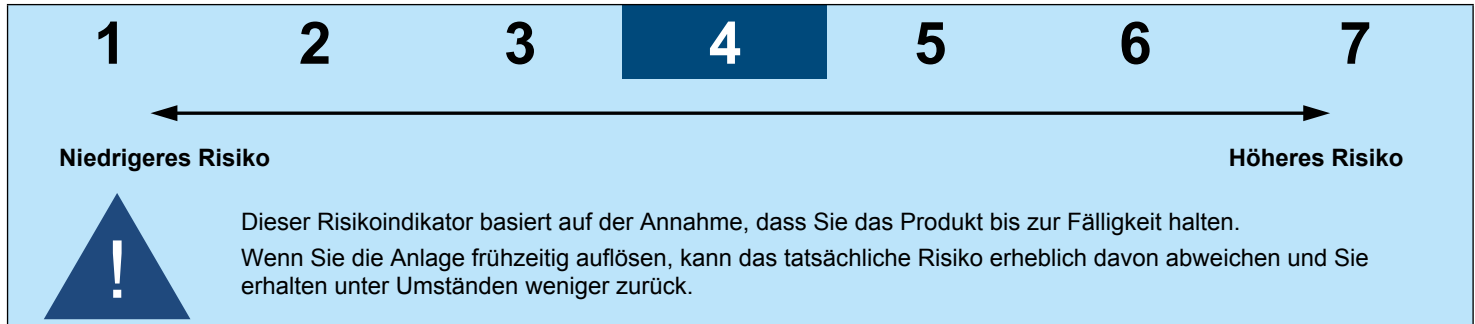 1 2 3 4 5 6 7
Niedrigeres Risiko Höheres Risiko
!
Dieser Risikoindikator basiert auf der Annahme, dass Sie das Produkt bis zur Fälligkeit halten.
Wenn Sie die Anlage frühzeitig auflösen, kann das tatsächliche Risiko erheblich davon abweichen und Sie
erhalten unter Umständen weniger zurück.